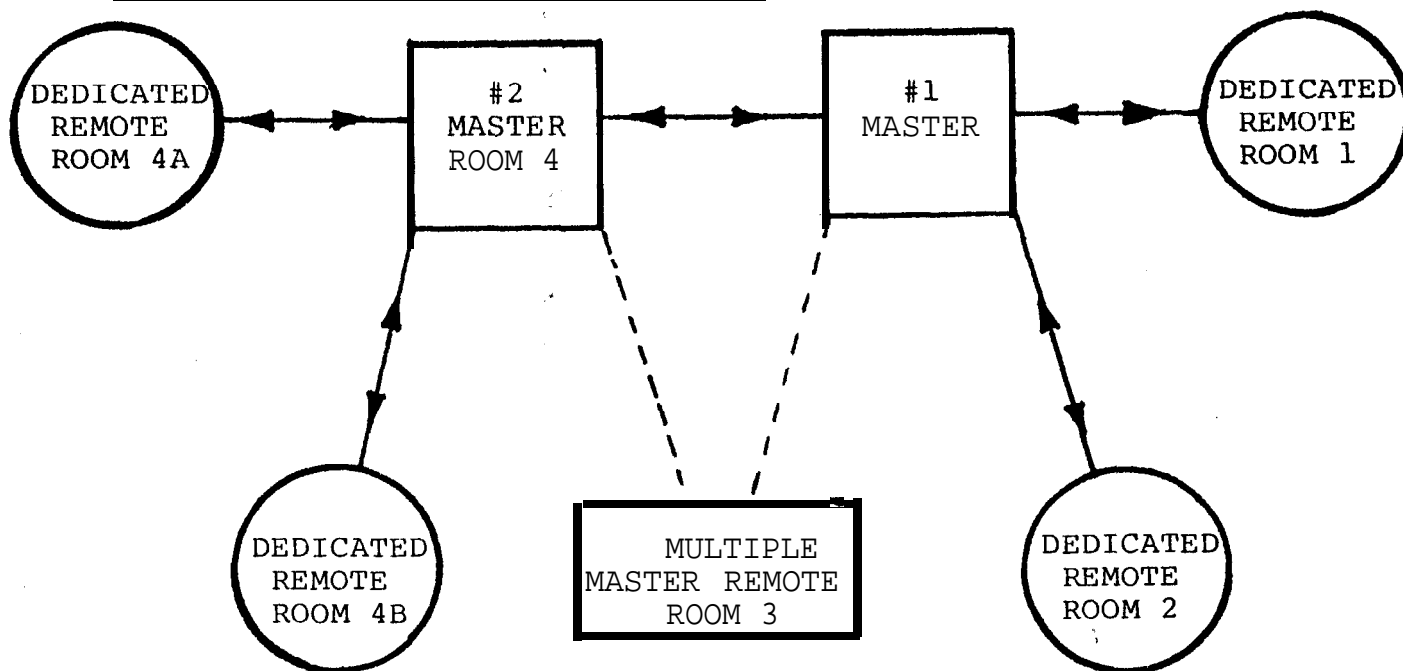 DEDICATED
REMOTE
ROOM 4A
#2
MASTER
ROOM 4
#1
MASTER
DEDICATED
REMOTE
ROOM 1
DEDICATED
REMOTE
ROOM 4B
MULTIPLE
MASTER REMOTE
ROOM 3
DEDICATED
REMOTE
ROOM 2